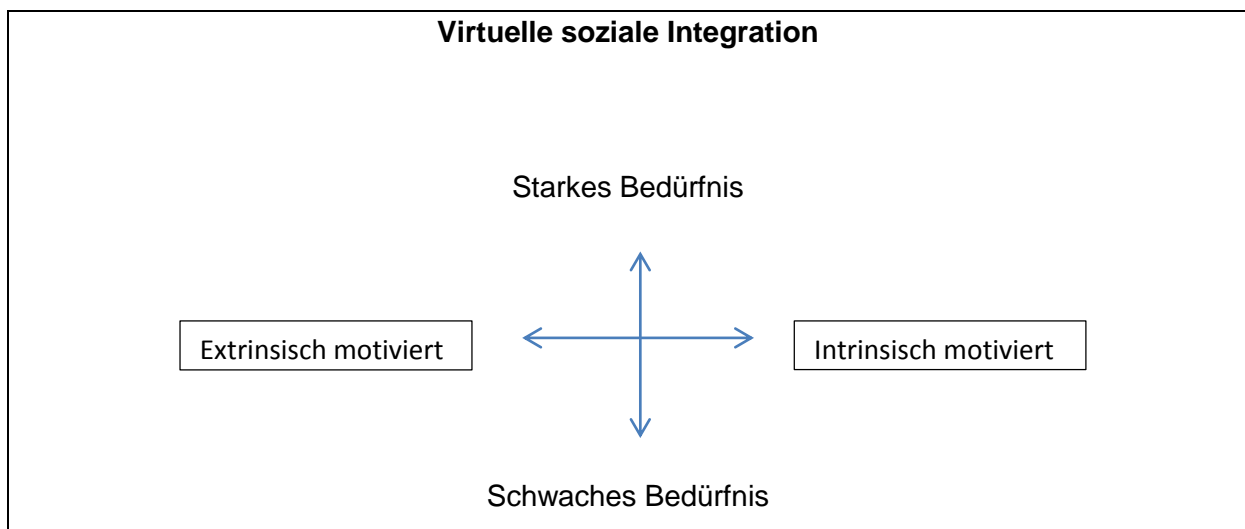 Virtuelle soziale Integration
Starkes Bedürfnis
Extrinsisch motiviert
Intrinsisch motiviert
Schwaches Bedürfnis